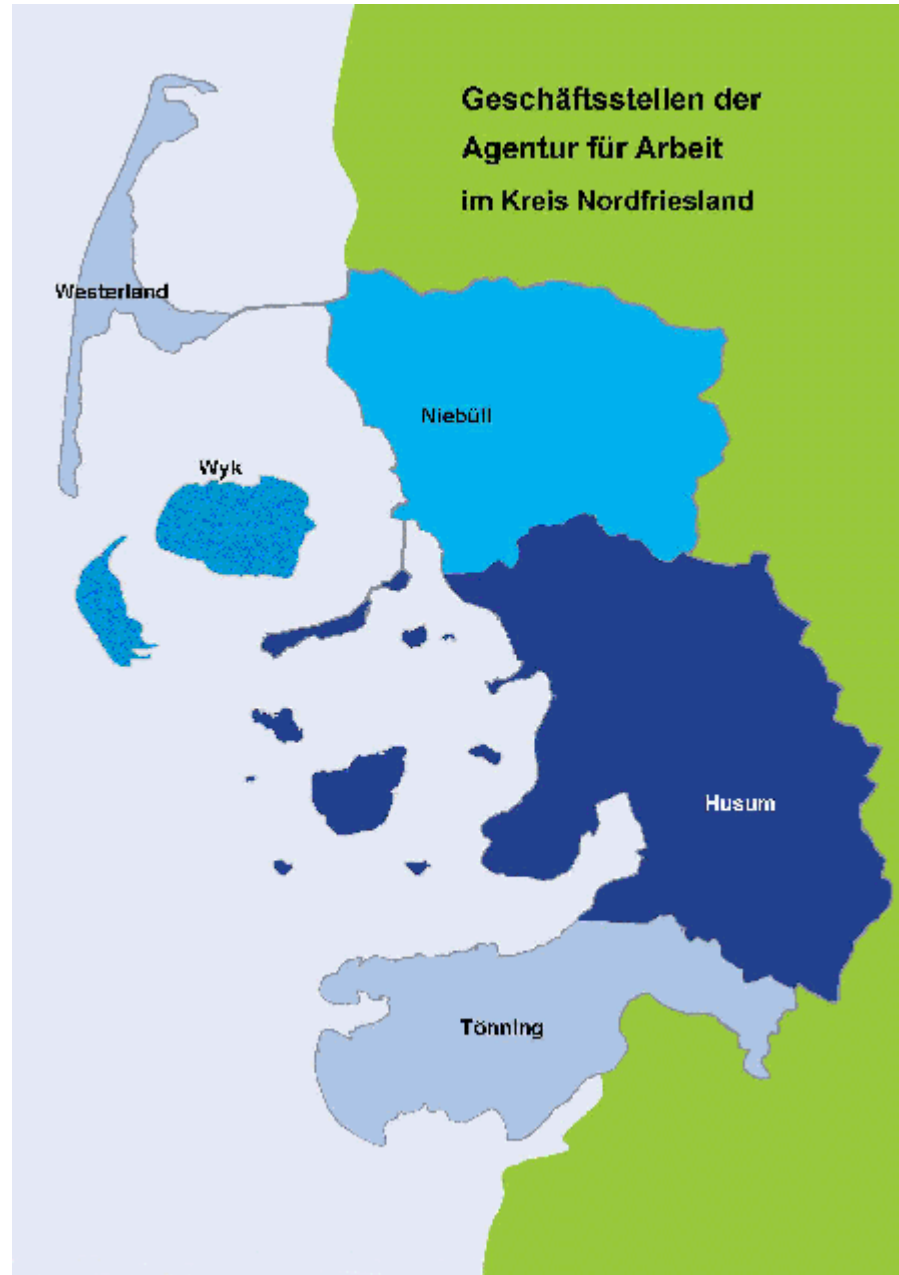 Geschäftsstellen der
Agentur für Arbeit
im Kreis Nordfriesland
Westerland
Niebüll
Wyk
Husum
Tönning